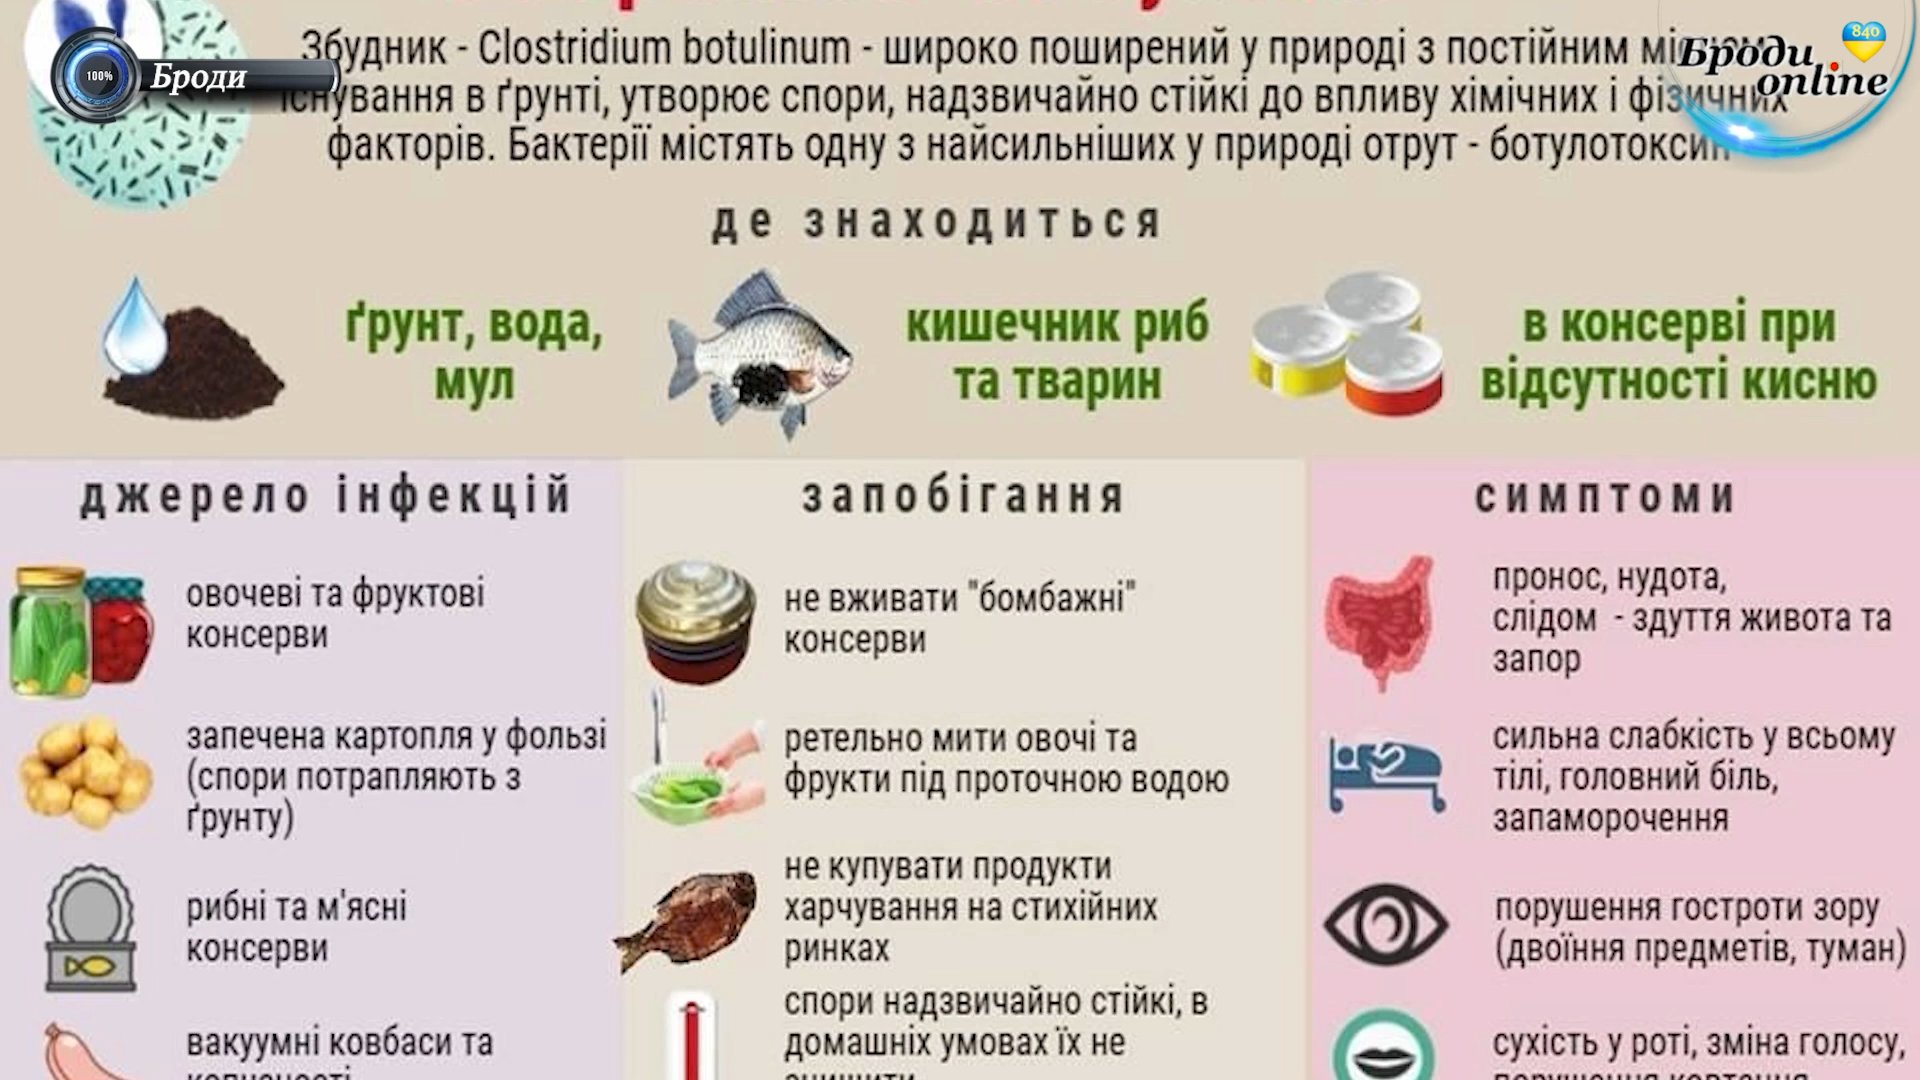 Збудник - Clostridium botulinum - широко поширений у природі з постійним
існування в ґрунті, утворює спори, надзвичайно стійкі до впливу хімічних і фізичних
факторів. Бактерії містять одну з найсильніших у природі отрут - ботулотоксин
100%
Броди
840
Броди
online
де знаходиться
ґрунт, вода,
мул
кишечник риб
та тварин
в консерві при
відсутності кисню
джерело інфекцій
овочеві та фруктові
консерви
запечена картопля у фользі
(спори потрапляють з
ґрунту)
рибні та м'ясні
консерви
вакуумні ковбаси та
запобігання
не вживати "бомбажні"
консерви
ретельно мити овочі та
фрукти під проточною водою
не купувати продукти
харчування на стихійних
ринках
спори надзвичайно стійкі, в
домашніх умовах їх не
симптоми
пронос, нудота,
слідом - здуття живота та
запор
сильна слабкість у всьому
тілі, головний біль,
запаморочення
порушення гостроти зору
(двоїння предметів, туман)
сухість у роті, зміна голосу,